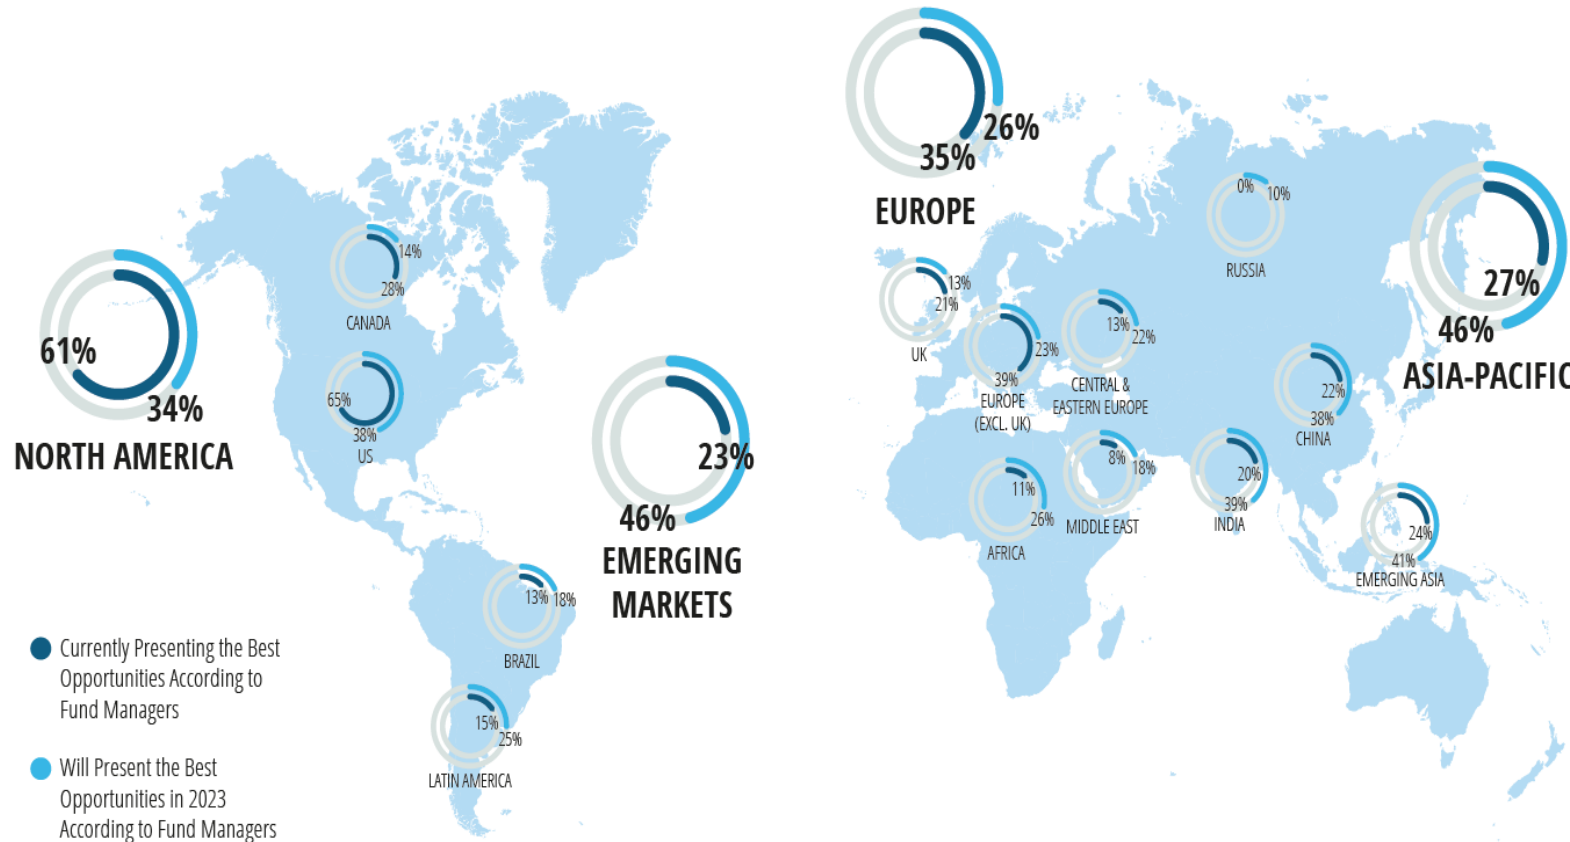 61%
34%
NORTH AMERICA
14%
28%
CANADA
65%
38%
US
23%
46%
EMERGING
MARKETS
13% 18%
BRAZIL
15%
25%
LATIN AMERICA
Currently Presenting the Best
Opportunities According to
Fund Managers
Will Present the Best
Opportunities in 2023
According to Fund Managers
26%
35%
EUROPE
0%
10%
RUSSIA
27%
46%
ASIA-PACIFIC
13%
21%
UK
23%
39%
EUROPE
(EXCL. UK)
13%
22%
CENTRAL &
EASTERN EUROPE
22%
38%
CHINA
11%
26%
AFRICA
8%
18%
MIDDLE EAST
20%
39%
INDIA
24%
41%
EMERGING ASIA